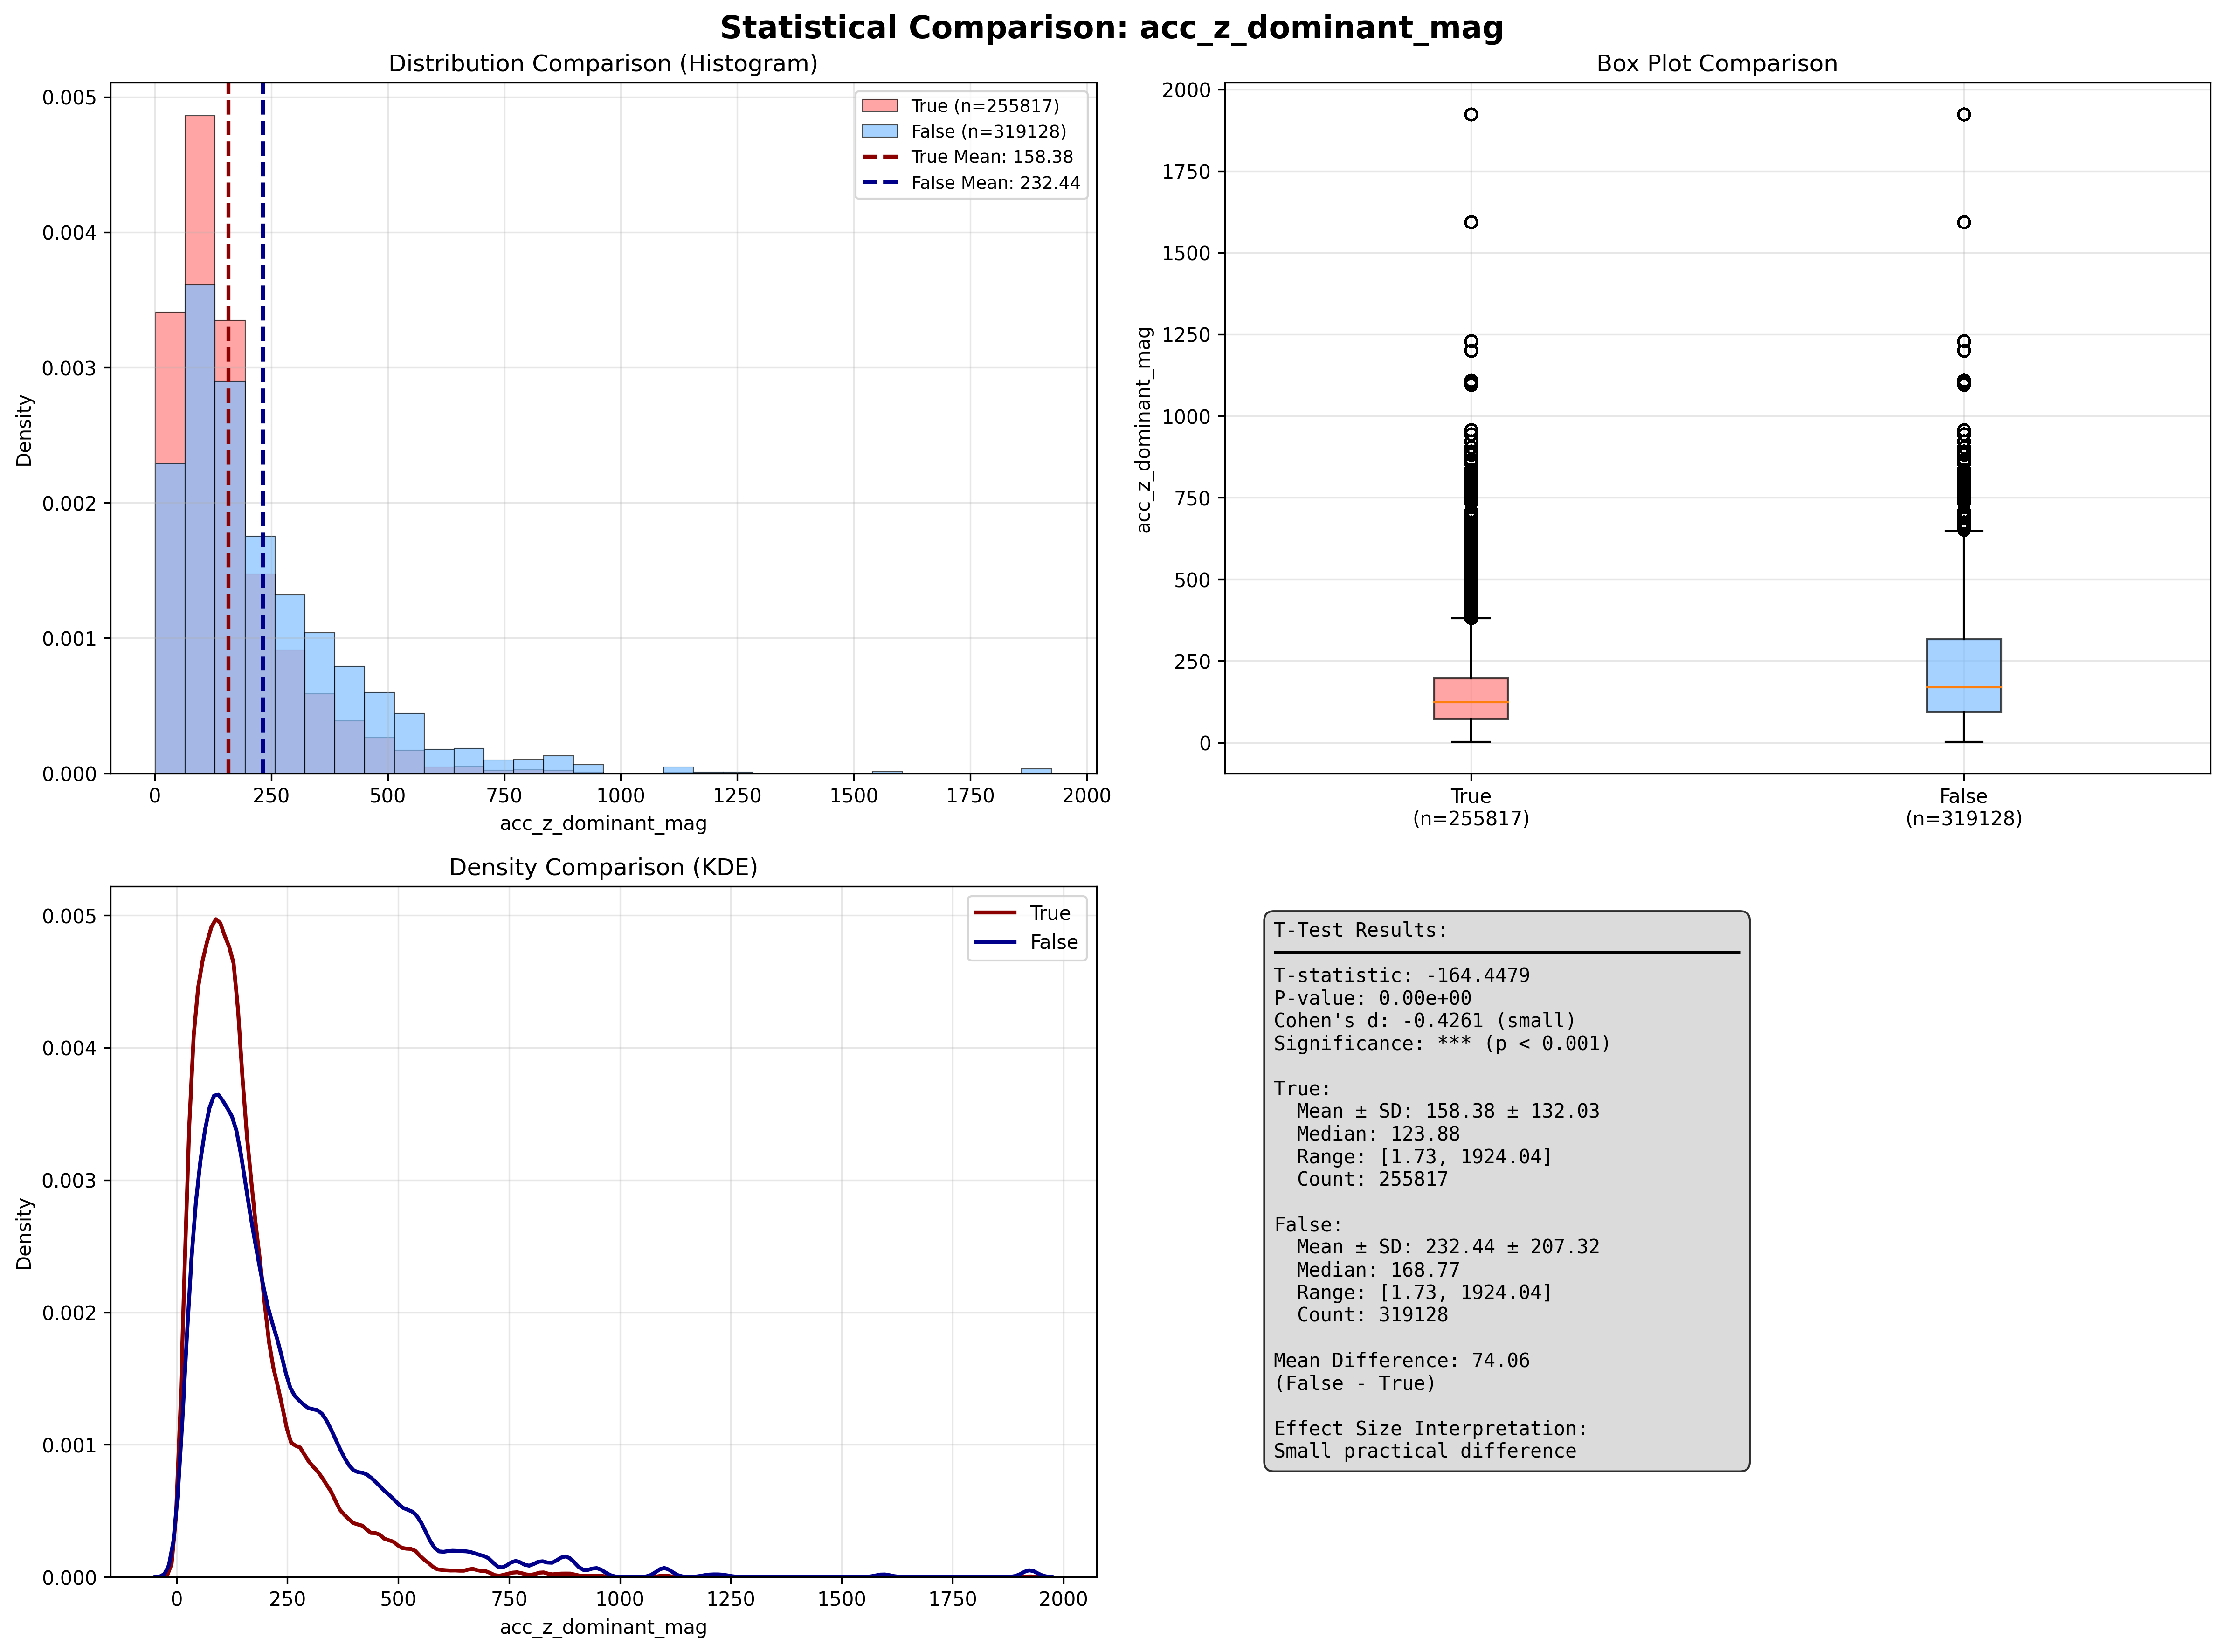 Statistical Comparison: acc_z_dominant_mag
Distribution Comparison (Histogram)
0.005
0.004
0.003
0.002
0.001
0.000
Density
0 250 500 750 1000 1250 1500 1750 2000
acc_z_dominant_mag
True (n=255817)
False (n=319128)
True Mean: 158.38
False Mean: 232.44
Box Plot Comparison
2000
1750
1500
1250
1000
750
500
250
0
acc_z_dominant_mag
True False
(n=255817) (n=319128)
Density Comparison (KDE)
0.005
0.004
0.003
0.002
0.001
0.000
Density
0 250 500 750 1000 1250 1500 1750 2000
acc_z_dominant_mag
True
False
T-Test Results:
T-statistic: -164.4479
P-value: 0.00e+00
Cohen's d: -0.4261 (small)
Significance: *** (p < 0.001)
True:
Mean ± SD: 158.38 ± 132.03
Median: 123.88
Range: [1.73, 1924.04]
Count: 255817
False:
Mean ± SD: 232.44 ± 207.32
Median: 168.77
Range: [1.73, 1924.04]
Count: 319128
Mean Difference: 74.06
(False - True)
Effect Size Interpretation:
Small practical difference